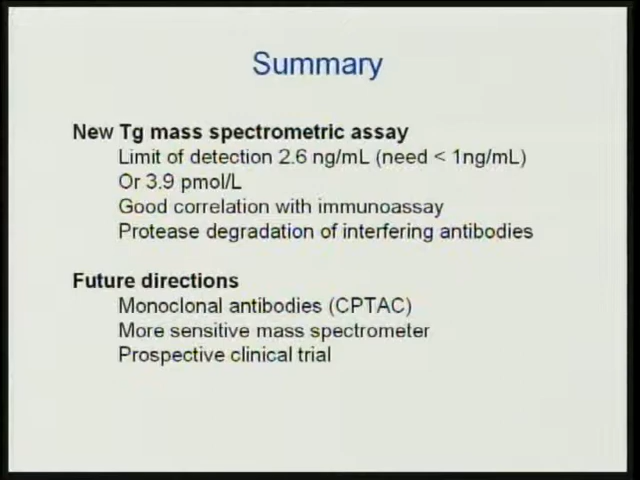 Summary
New Tg mass spectrometric assay
Limit of detection 2.6 ng/mL (need < 1ng/mL)
Or 3.9 pmol/L
Good correlation with immunoassay
Protease degradation of interfering antibodies
Future directions
Monoclonal antibodies (CPTAC)
More sensitive mass spectrometer
Prospective clinical trial